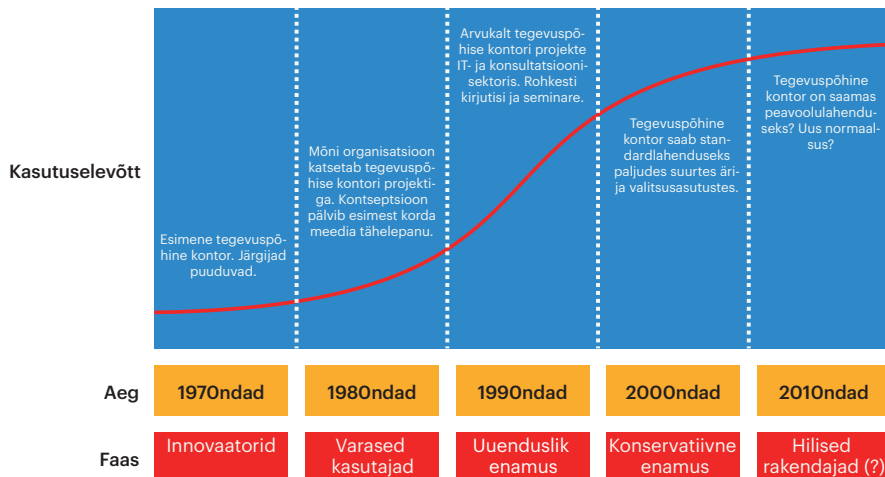 Kasutuselevõtt
Esimene tegevuspõ-
hine kontor. Järgijad
puuduvad.
Mõni organisatsioon
katsetab tegevuspõ-
hise kontori projekti-
ga. Kontseptsioon
pälvib esimest korda
meedia tähelepanu.
Arvukalt tegevuspõ-
hise kontori projekte
IT- ja konsultatsiooni-
sektoris. Rohkesti
kirjutisi ja seminare.
Tegevuspõhine
kontor saab stan-
dardlahenduseks
paljudes suurtes äri-
ja valitsusasutustes.
Tegevuspõhine
kontor on saamas
peavoolulahendu-
seks? Uus normaal-
sus?
Aeg
1970ndad
1980ndad
1990ndad
2000ndad
2010ndad
Faas
Innovaatorid
Varased
kasutajad
Uuenduslik
enamus
Konservatiivne
enamus
Hilised
rakendajad (?)